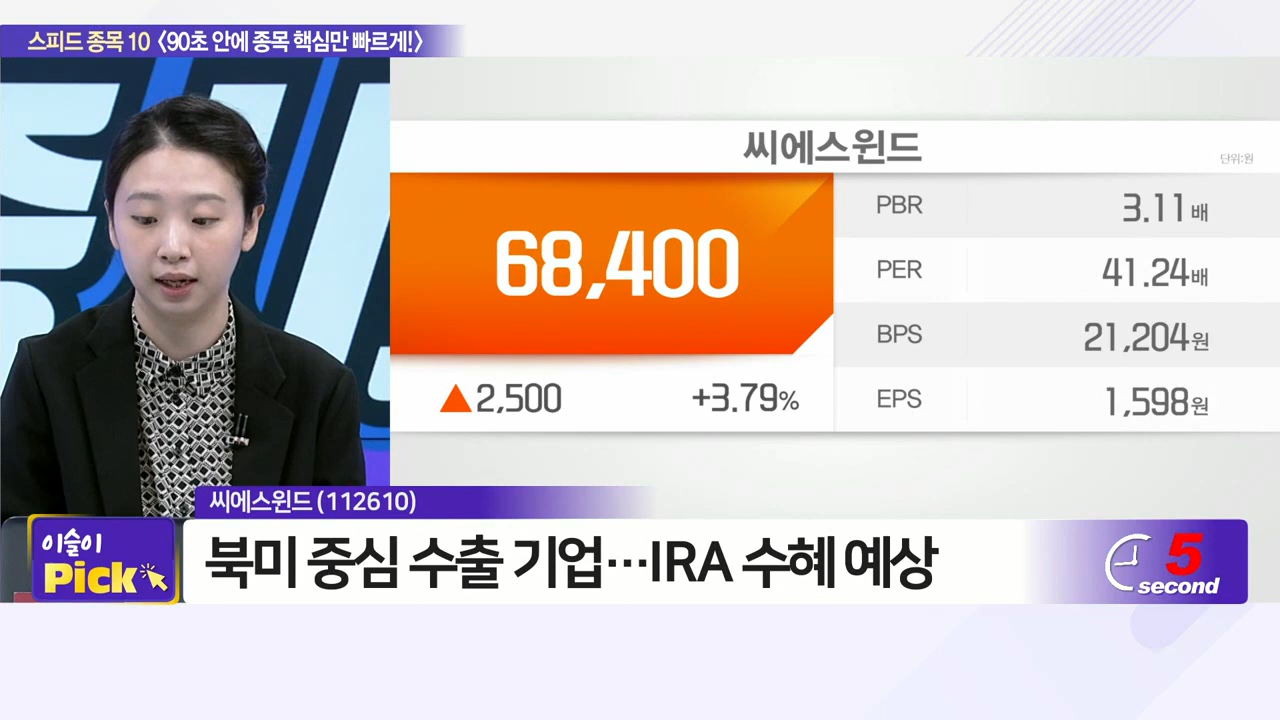 스피드 종목 10 〈90초 안에 종목 핵심만 빠르게!〉
씨에스윈드
단위:원
68,400
▲2,500 +3.79%
PBR 3.11배
PER 41.24배
BPS 21,204원
EPS 1,598원
씨에스윈드 (112610)
이슬이
Pick
북미 중심 수출 기업…IRA 수혜 예상
5
second